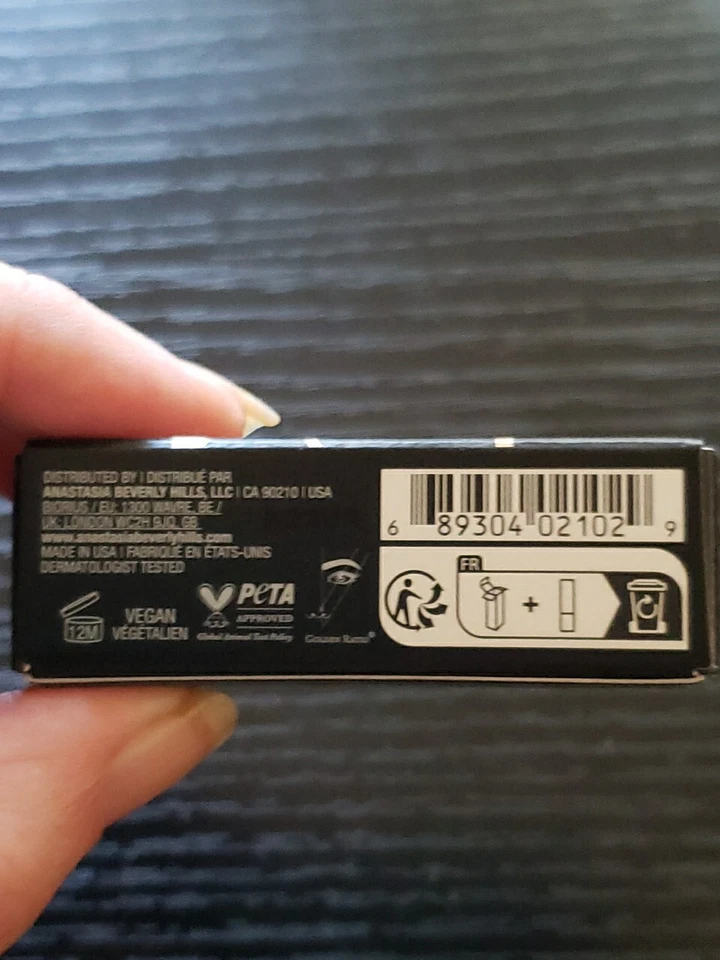 DISTRIBUTED BY | DISTRIBUÉ PAR
ANASTASIA BEVERLY HILLS, LLC | CA 90210 | USA
BIORIUS / EU: 1300 WAVRE, BE /
UK: LONDON WC2H 9JQ, GB.
www.anastasiabeverlyhills.com
MADE IN USA | FABRIQUÉ EN ÉTATS-UNIS
DERMATOLOGIST TESTED
12M
VEGAN
VÉGÉTALIEN
PETA
APPROVED
Global Animal Test Policy
GOLDEN RATIO®
6 89304 02102 9
FR
+